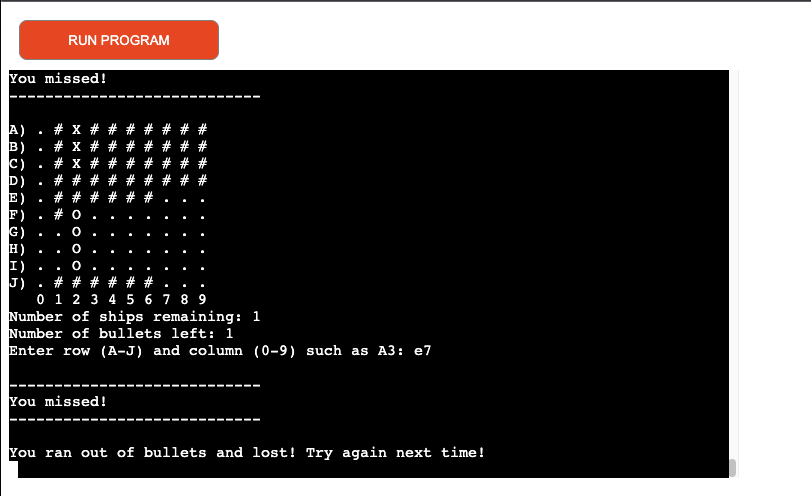 RUN PROGRAM
You missed!
----------------------------
A) . # X # # # # # # #
B) . # X # # # # # # #
C) . # X # # # # # # #
D) . # # # # # # # # #
E) . # # # # # # . . .
F) . # O . . . . . . .
G) . . O . . . . . . .
H) . . O . . . . . . .
I) . . O . . . . . . .
J) . # # # # # # . . .
0 1 2 3 4 5 6 7 8 9
Number of ships remaining: 1
Number of bullets left: 1
Enter row (A-J) and column (0-9) such as A3: e7
----------------------------
You missed!
----------------------------
You ran out of bullets and lost! Try again next time!